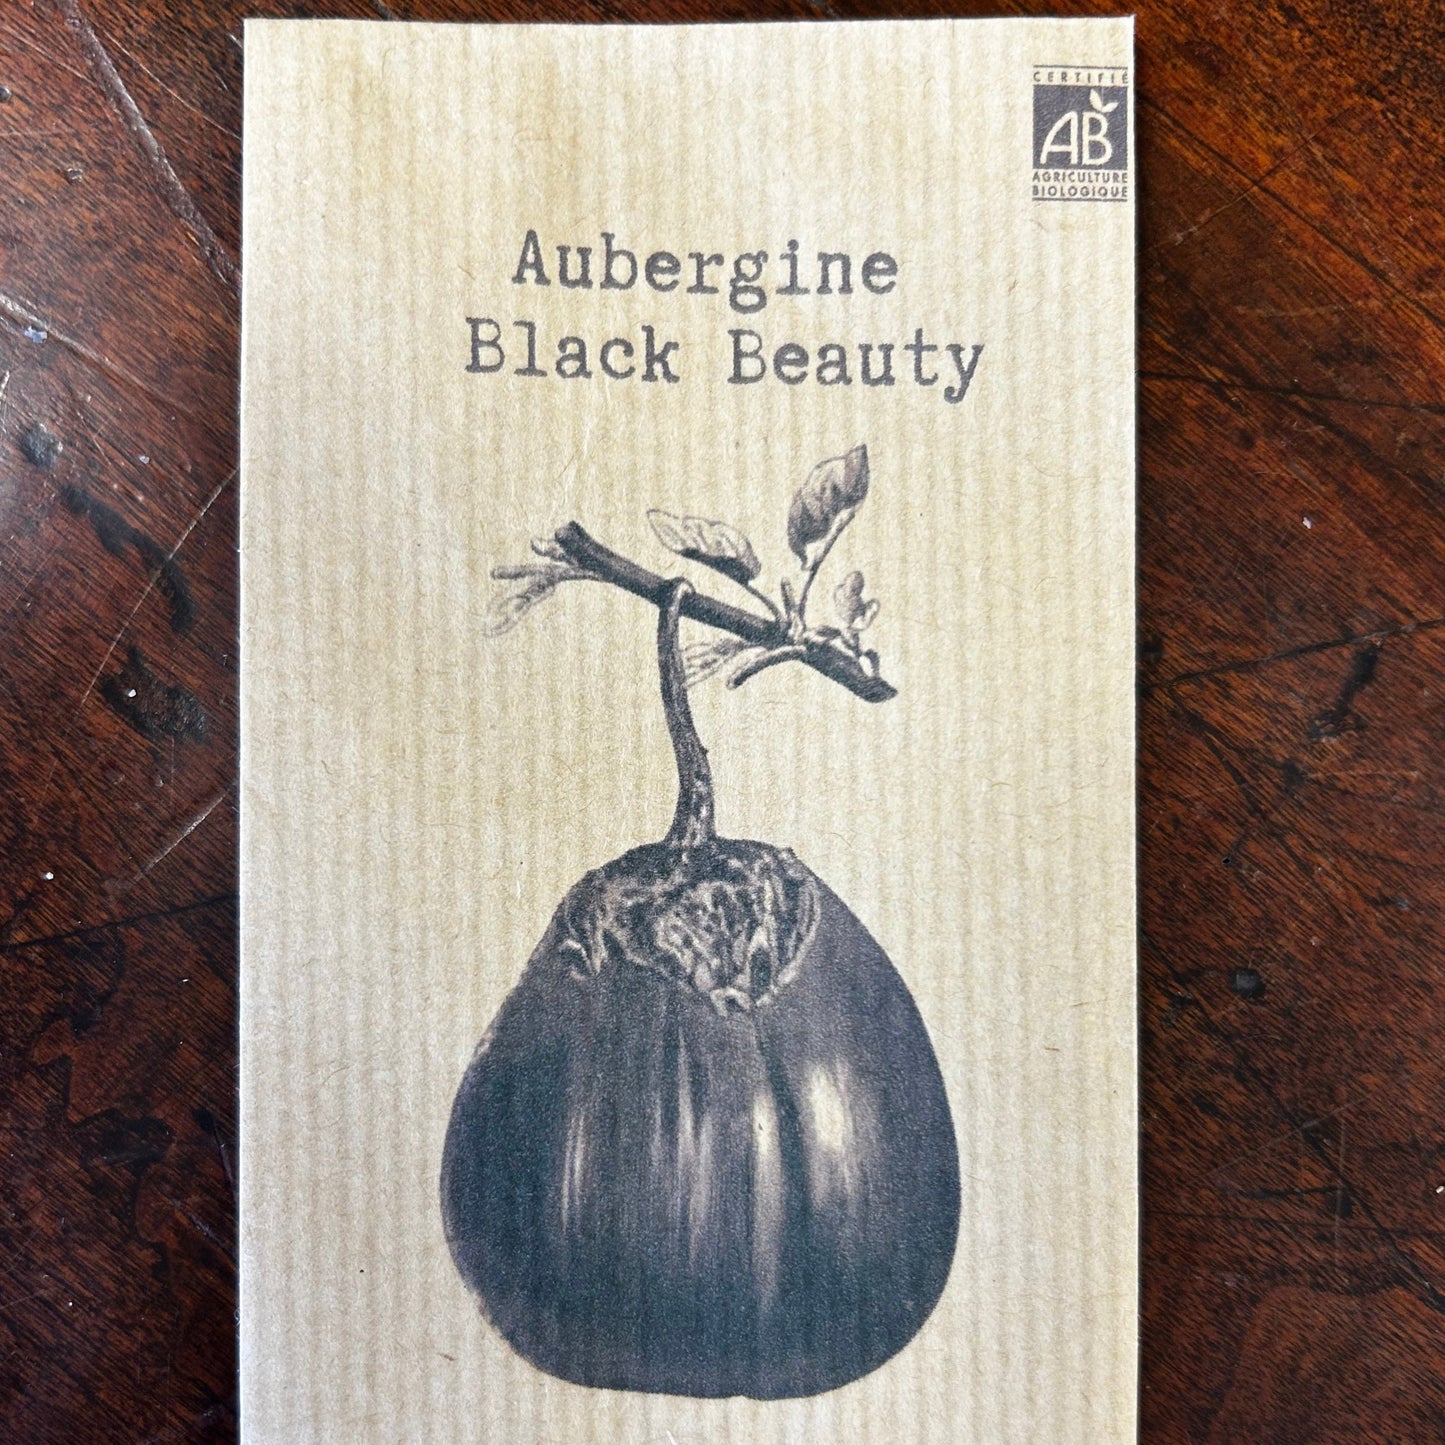 CERTIFIÉ
AB
AGRICULTURE
BIOLOGIQUE
Aubergine
Black Beauty